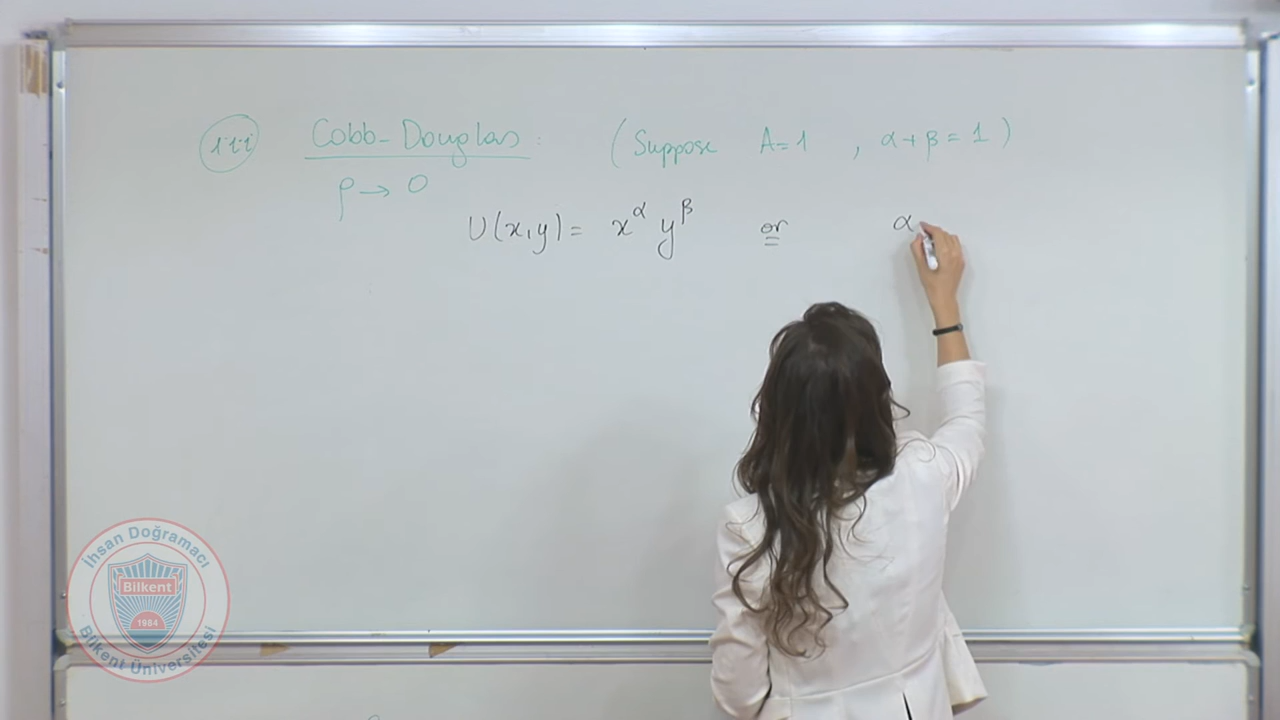 iii Cobb-Douglas: (Suppose A=1, α+β=1)
ρ→0
U(x,y)= x^α y^β or α
İhsan Doğramacı
Bilkent
1984
Bilkent Üniversitesi